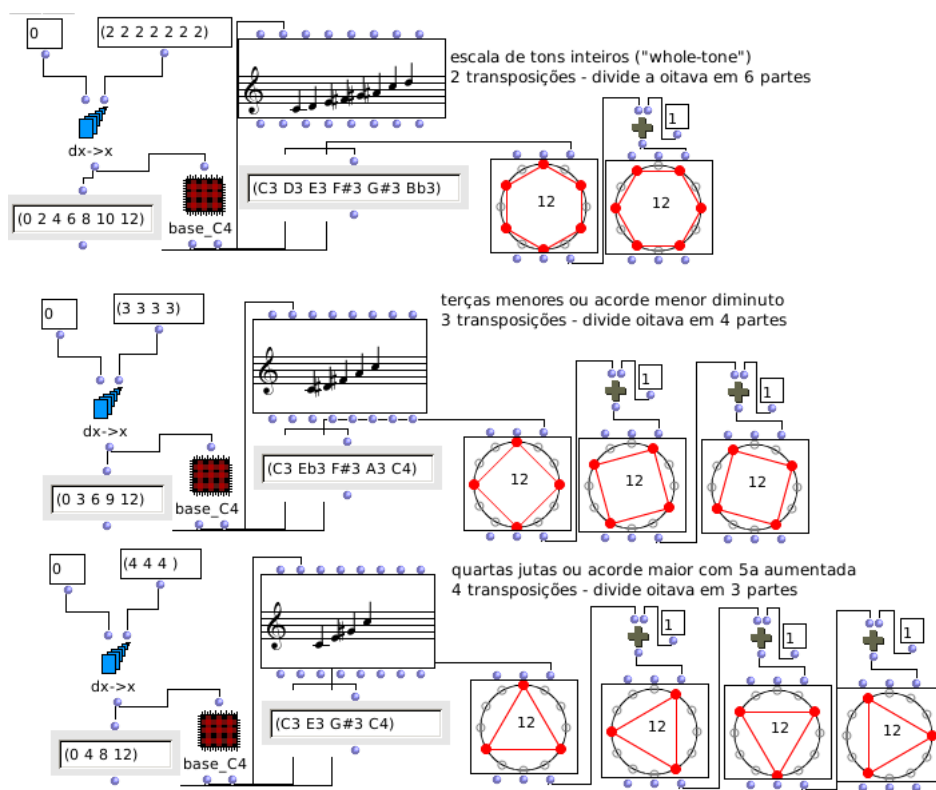 0
(2 2 2 2 2 2 2)
escala de tons inteiros ("whole-tone")
2 transposições - divide a oitava em 6 partes
1
dx->x
(C3 D3 E3 F#3 G#3 Bb3)
12
12
(0 2 4 6 8 10 12)
base_C4
terças menores ou acorde menor diminuto
3 transposições - divide oitava em 4 partes
0
(3 3 3 3)
1
1
dx->x
(C3 Eb3 F#3 A3 C4)
12
12
12
(0 3 6 9 12)
base_C4
0
(4 4 4 )
quartas jutas ou acorde maior com 5a aumentada
4 transposições - divide oitava em 3 partes
1
1
1
dx->x
(C3 E3 G#3 C4)
12
12
12
12
(0 4 8 12)
base_C4